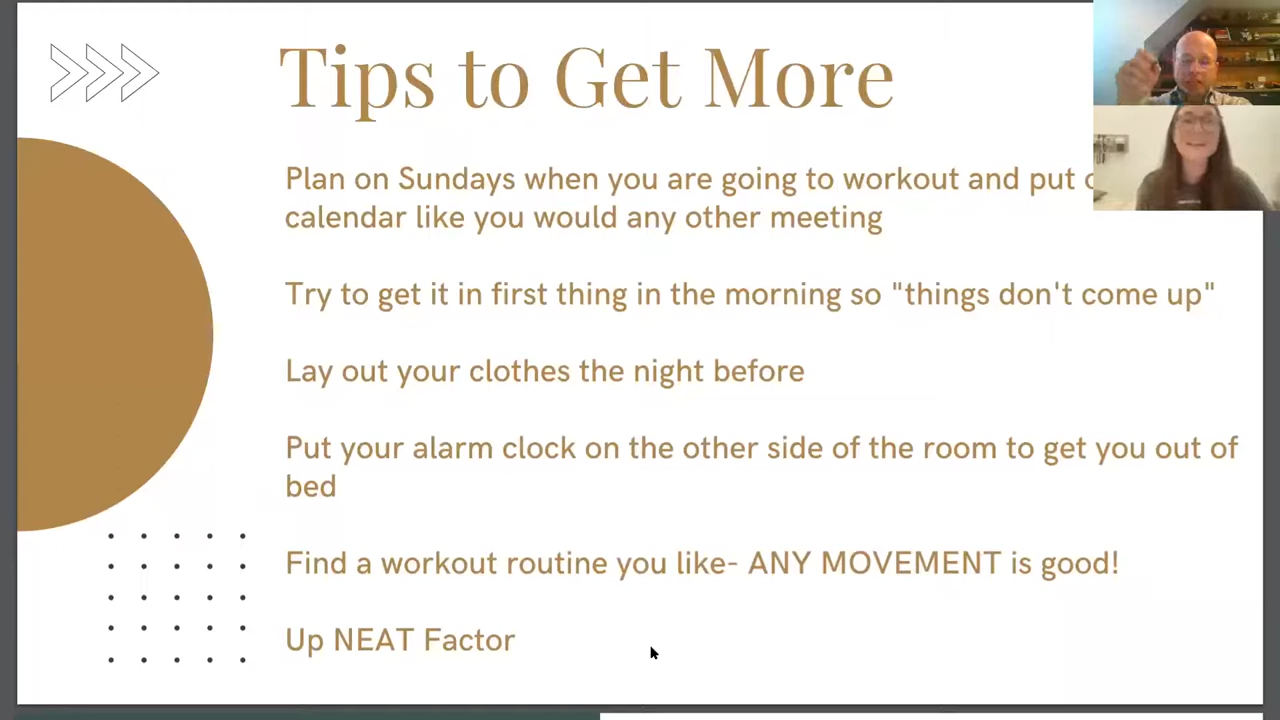 Tips to Get More
Plan on Sundays when you are going to workout and put
calendar like you would any other meeting
Try to get it in first thing in the morning so "things don't come up"
Lay out your clothes the night before
Put your alarm clock on the other side of the room to get you out of
bed
Find a workout routine you like- ANY MOVEMENT is good!
Up NEAT Factor